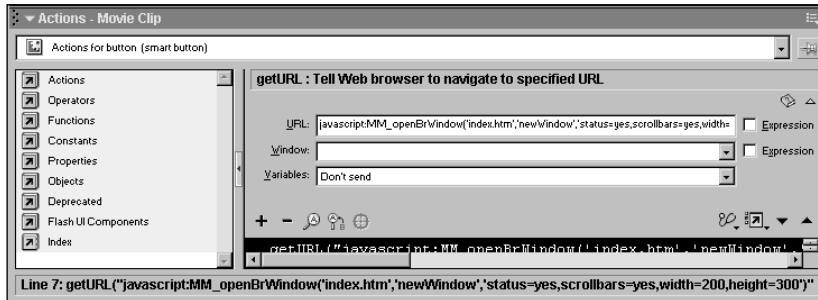 Actions - Movie Clip
Actions for button (smart button)
Actions
Operators
Functions
Constants
Properties
Objects
Deprecated
Flash UI Components
Index
getURL : Tell Web browser to navigate to specified URL
URL: javascript:MM_openBrWindow('index.htm','newWindow','status=yes,scrollbars=yes,width= Expression
Window: Expression
Variables: Don't send
getURL("javascript:MM_openBrWindow('index.htm','newWindow',
Line 7: getURL("javascript:MM_openBrWindow('index.htm','newWindow','status=yes,scrollbars=yes,width=200,height=300')"